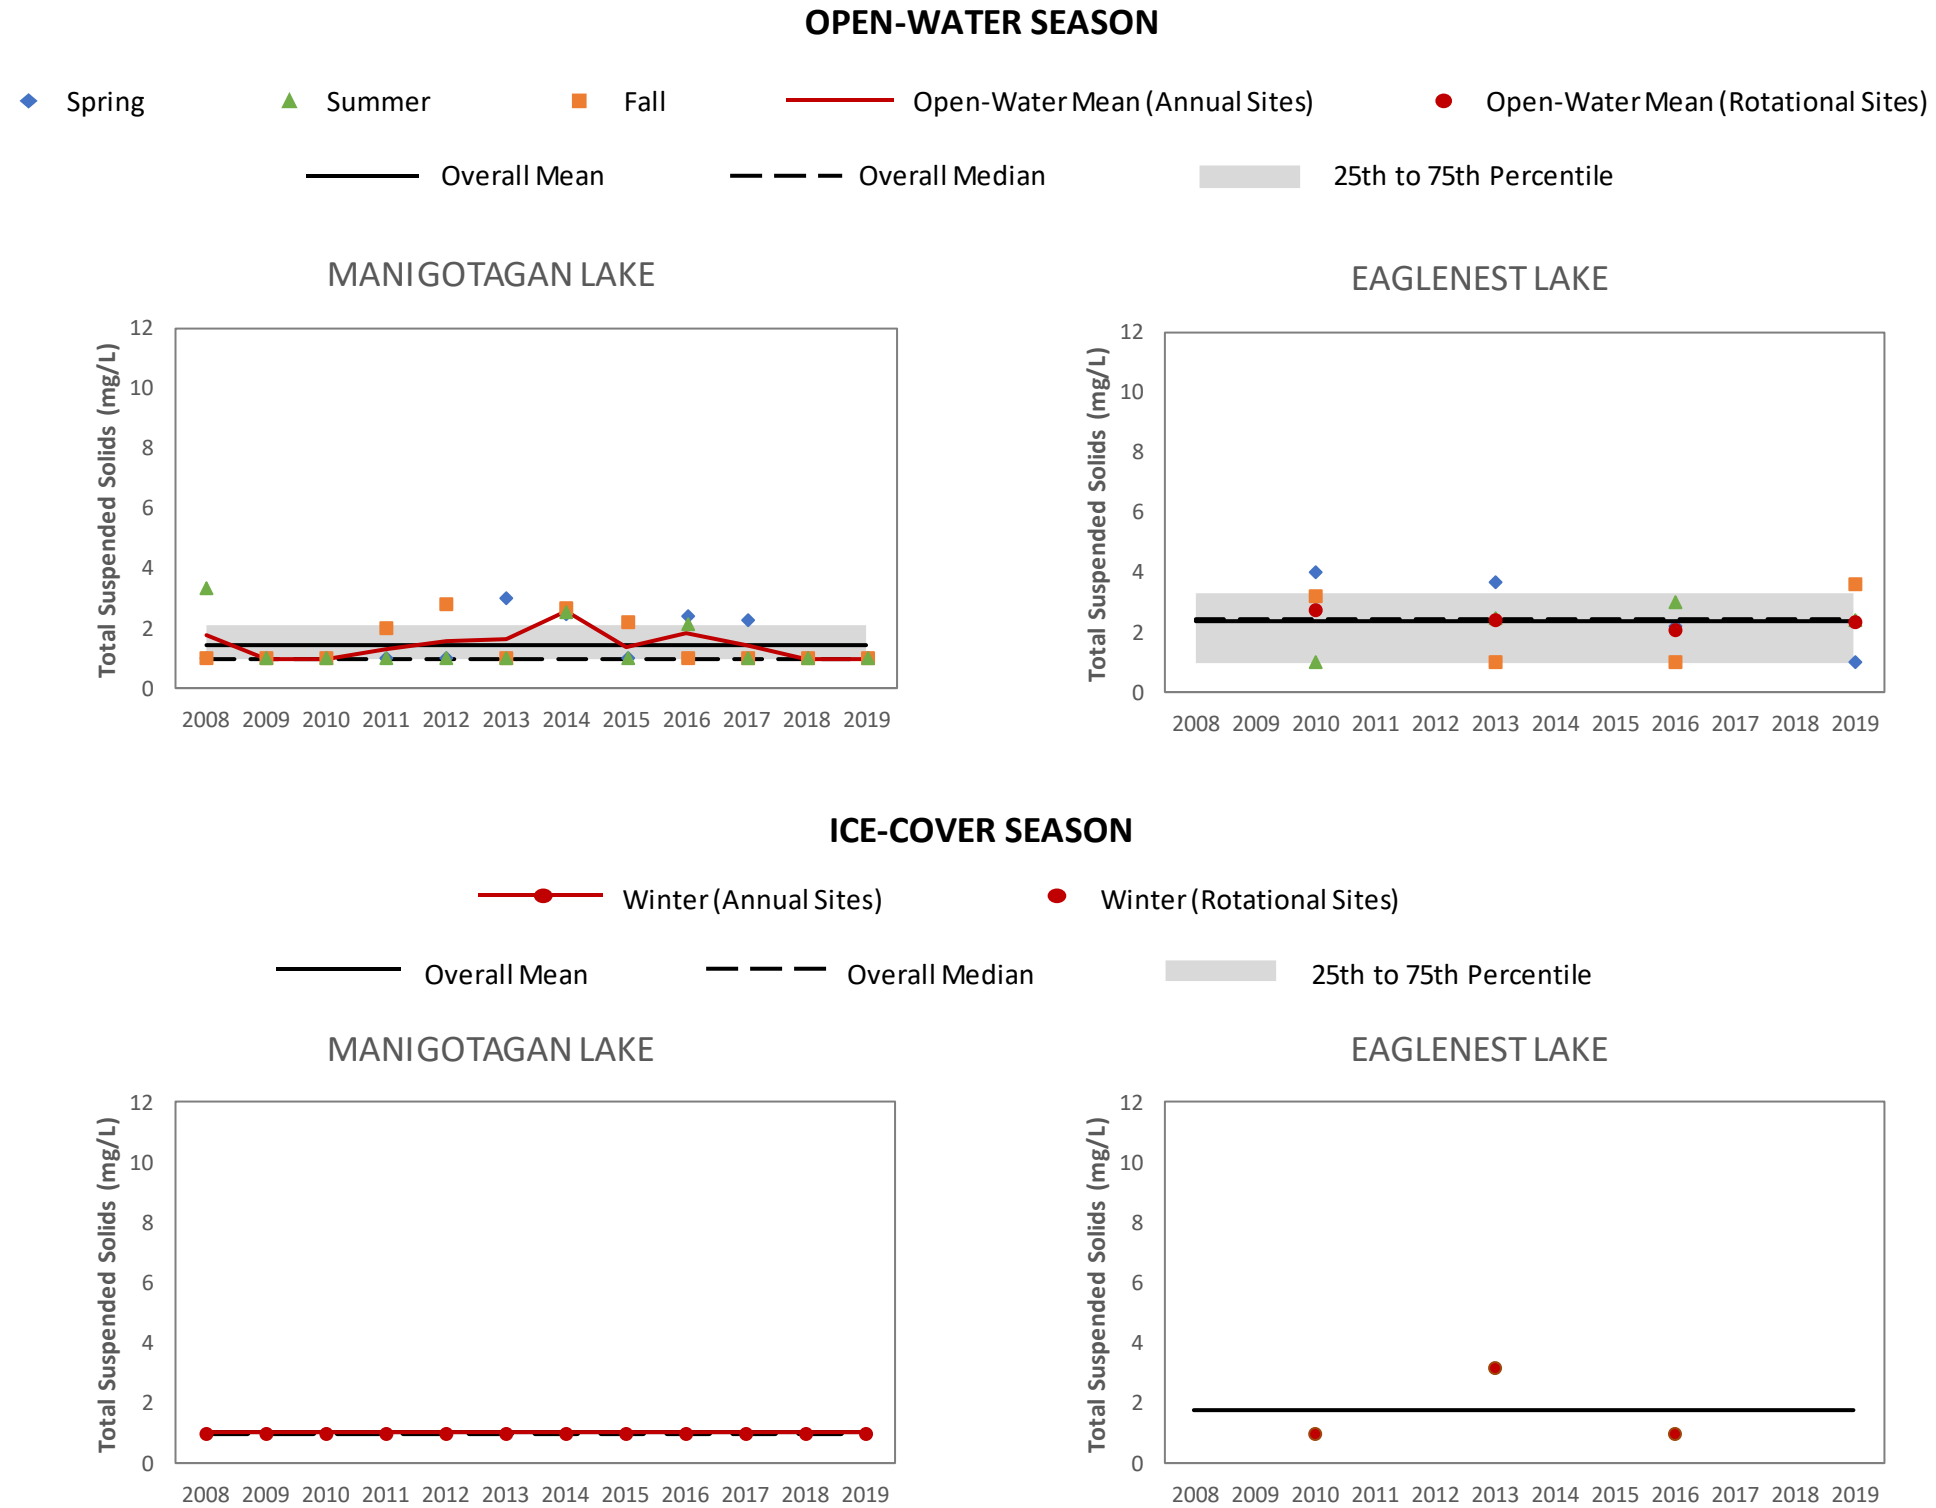 OPEN-WATER SEASON
Spring Summer Fall Open-Water Mean (Annual Sites) Open-Water Mean (Rotational Sites)
Overall Mean Overall Median 25th to 75th Percentile
MANIGOTAGAN LAKE
Total Suspended Solids (mg/L)
12
10
8
6
4
2
0
2008 2009 2010 2011 2012 2013 2014 2015 2016 2017 2018 2019
EAGLENEST LAKE
Total Suspended Solids (mg/L)
12
10
8
6
4
2
0
2008 2009 2010 2011 2012 2013 2014 2015 2016 2017 2018 2019
ICE-COVER SEASON
Winter (Annual Sites) Winter (Rotational Sites)
Overall Mean Overall Median 25th to 75th Percentile
MANIGOTAGAN LAKE
Total Suspended Solids (mg/L)
12
10
8
6
4
2
0
2008 2009 2010 2011 2012 2013 2014 2015 2016 2017 2018 2019
EAGLENEST LAKE
Total Suspended Solids (mg/L)
12
10
8
6
4
2
0
2008 2009 2010 2011 2012 2013 2014 2015 2016 2017 2018 2019